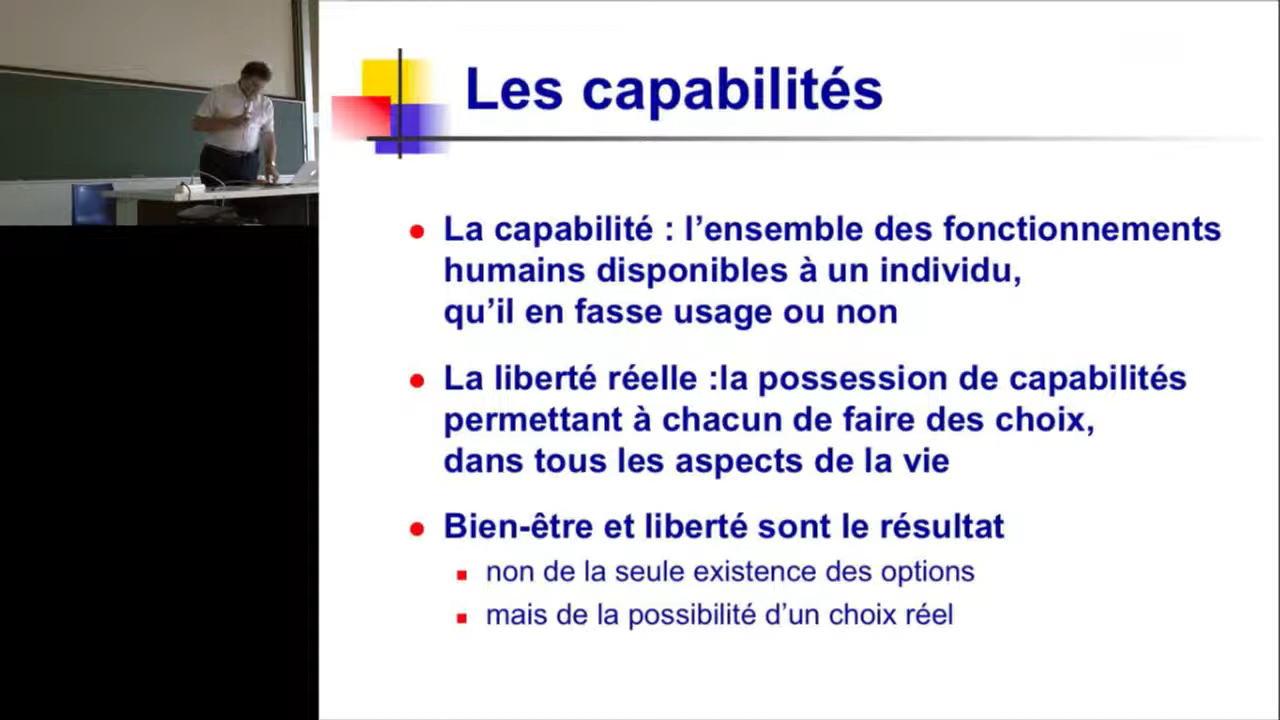 Les capabilités
La capabilité : l’ensemble des fonctionnements
humains disponibles à un individu,
qu’il en fasse usage ou non
La liberté réelle :la possession de capabilités
permettant à chacun de faire des choix,
dans tous les aspects de la vie
Bien-être et liberté sont le résultat
non de la seule existence des options
mais de la possibilité d’un choix réel